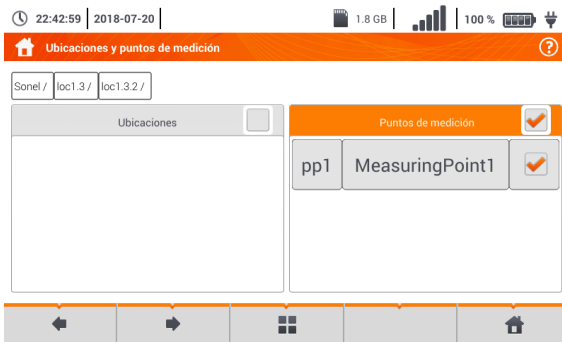 22:42:59 2018-07-20 1.8 GB 100 %
Ubicaciones y puntos de medición ?
Sonel / loc1.3 / loc1.3.2 /
Ubicaciones
Puntos de medición
pp1 MeasuringPoint1